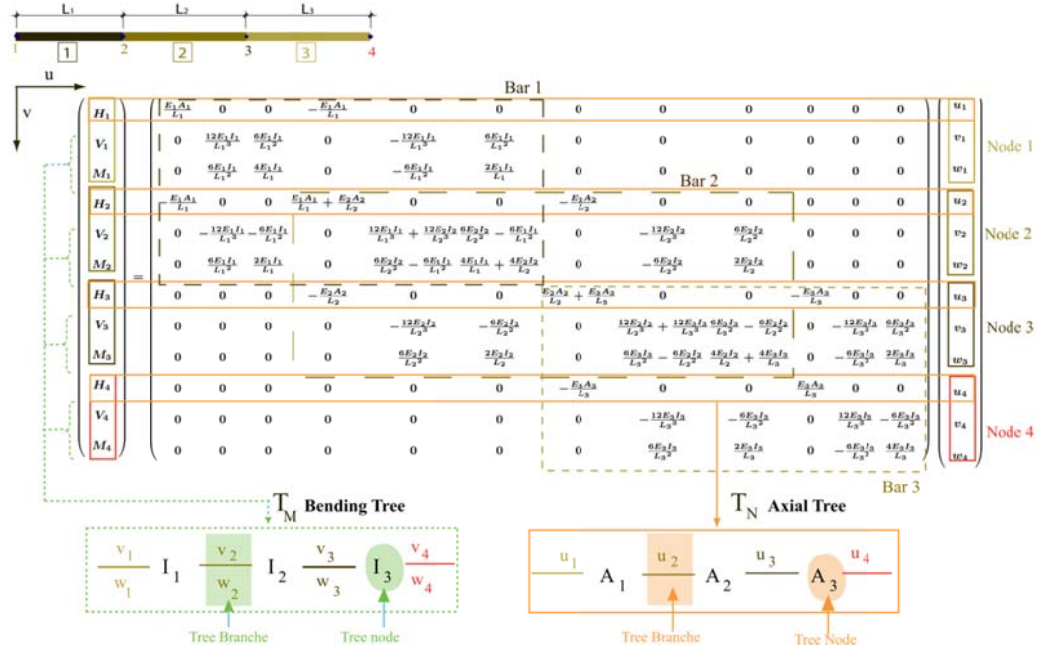 L₁ L₂ L₃
1 2 3 4
1 2 3
u
v
Bar 1
H₁ E₁A₁/L₁ 0 0 −E₁A₁/L₁ 0 0 0 0 0 0 0 0 u₁
V₁ 0 12E₁I₁/L₁³ 6E₁I₁/L₁² 0 −12E₁I₁/L₁³ 6E₁I₁/L₁² 0 0 0 0 0 0 v₁
Node 1
M₁ 0 6E₁I₁/L₁² 4E₁I₁/L₁ 0 −6E₁I₁/L₁² 2E₁I₁/L₁ 0 0 0 0 0 0 w₁
Bar 2
H₂ −E₁A₁/L₁ 0 0 E₁A₁/L₁ + E₂A₂/L₂ 0 0 −E₁A₂/L₂ 0 0 0 0 0 u₂
V₂ 0 −12E₁I₁/L₁³ −6E₁I₁/L₁² 0 12E₁I₁/L₁³ + 12E₂I₂/L₂³ 6E₂I₂/L₂² − 6E₁I₁/L₁² 0 −12E₂I₂/L₂³ 6E₂I₂/L₂² 0 0 0 v₂
Node 2
M₂ 0 6E₁I₁/L₁² 2E₁I₁/L₁ 0 6E₂I₂/L₂² − 6E₁I₁/L₁² 4E₁I₁/L₁ + 4E₂I₂/L₂ 0 −6E₂I₂/L₂² 2E₂I₂/L₂ 0 0 0 w₂
=
H₃ 0 0 0 −E₂A₂/L₂ 0 0 E₂A₂/L₂ + E₃A₃/L₃ 0 0 −E₃A₃/L₃ 0 0 u₃
V₃ 0 0 0 0 −12E₂I₂/L₂³ −6E₂I₂/L₂² 0 12E₂I₂/L₂³ + 12E₃I₃/L₃³ 6E₃I₃/L₃² − 6E₂I₂/L₂² 0 −12E₃I₃/L₃³ 6E₃I₃/L₃² v₃
Node 3
M₃ 0 0 0 0 6E₂I₂/L₂² 2E₂I₂/L₂ 0 6E₃I₃/L₃² − 6E₂I₂/L₂² 4E₂I₂/L₂ + 4E₃I₃/L₃ 0 −6E₃I₃/L₃² 2E₃I₃/L₃ w₃
H₄ 0 0 0 0 0 0 −E₁A₃/L₃ 0 0 E₃A₃/L₃ 0 0 u₄
V₄ 0 0 0 0 0 0 0 −12E₃I₃/L₃³ −6E₃I₃/L₃² 0 12E₃I₃/L₃³ −6E₃I₃/L₃² v₄
Node 4
M₄ 0 0 0 0 0 0 0 6E₃I₃/L₃² 2E₃I₃/L₃ 0 −6E₃I₃/L₃² 4E₃I₃/L₃ w₄
Bar 3
T_M Bending Tree
v₁ v₂ v₃ v₄
I₁ I₂ I₃
w₁ w₂ w₃ w₄
Tree Branche Tree node
T_N Axial Tree
u₁ u₂ u₃ u₄
A₁ A₂ A₃
Tree Branche Tree Node